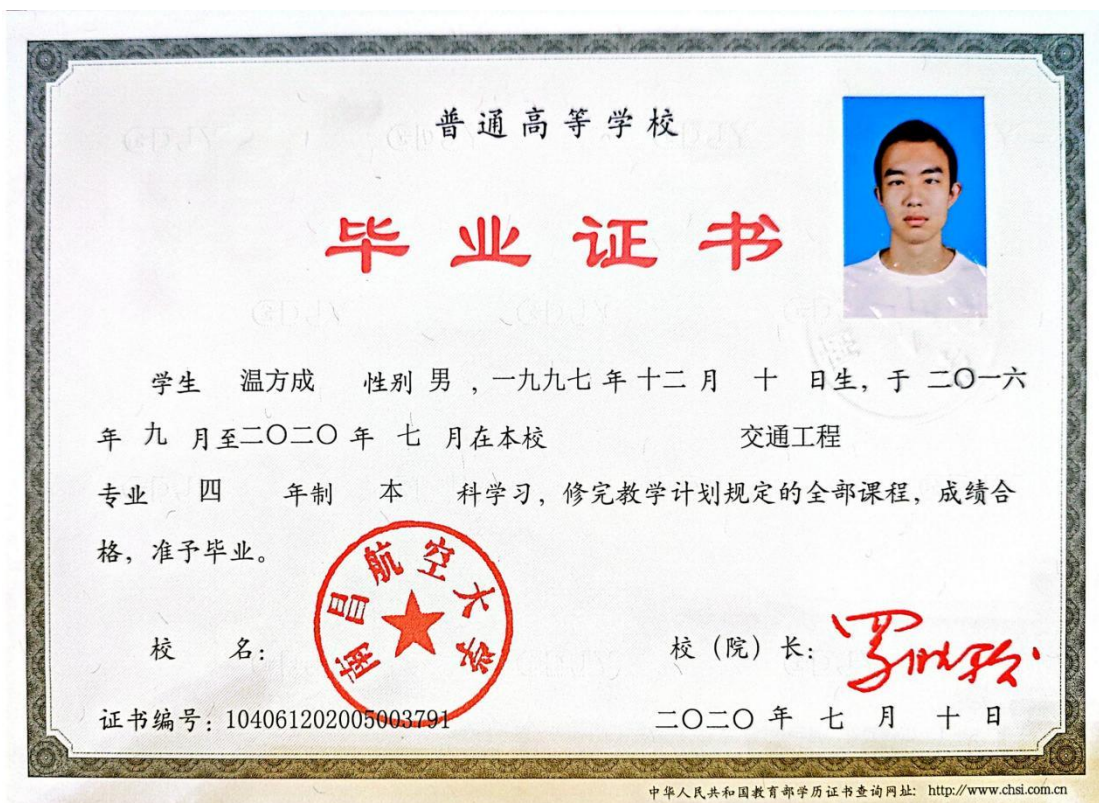 普通高等学校
毕业证书
学生 温方成 性别 男 ，一九九七 年 十二 月 十 日生，于 二〇一六
年 九 月至二〇二〇 年 七 月在本校 交通工程
专业 四 年制 本 科学习，修完教学计划规定的全部课程，成绩合
格，准予毕业。
南昌航空大学
校 名：
校（院）长：
证书编号：104061202005003791
二〇二〇 年 七 月 十 日
中华人民共和国教育部学历证书查询网址： http://www.chsi.com.cn